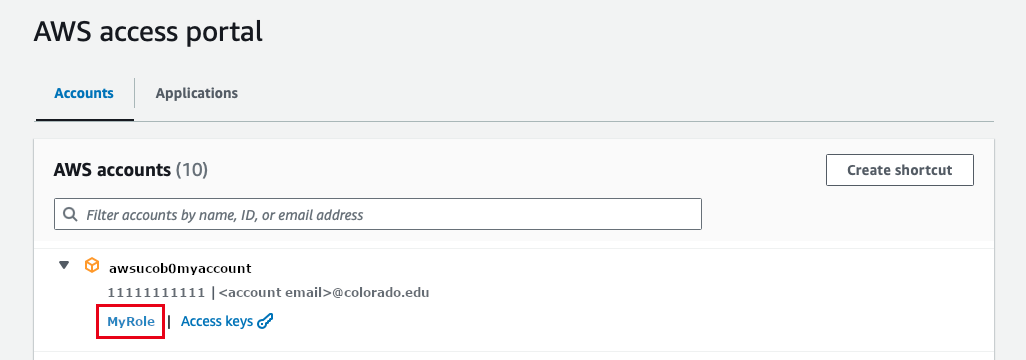 AWS access portal
Accounts
Applications
AWS accounts (10)
Create shortcut
Filter accounts by name, ID, or email address
awsucob0myaccount
11111111111 | <account email>@colorado.edu
MyRole | Access keys